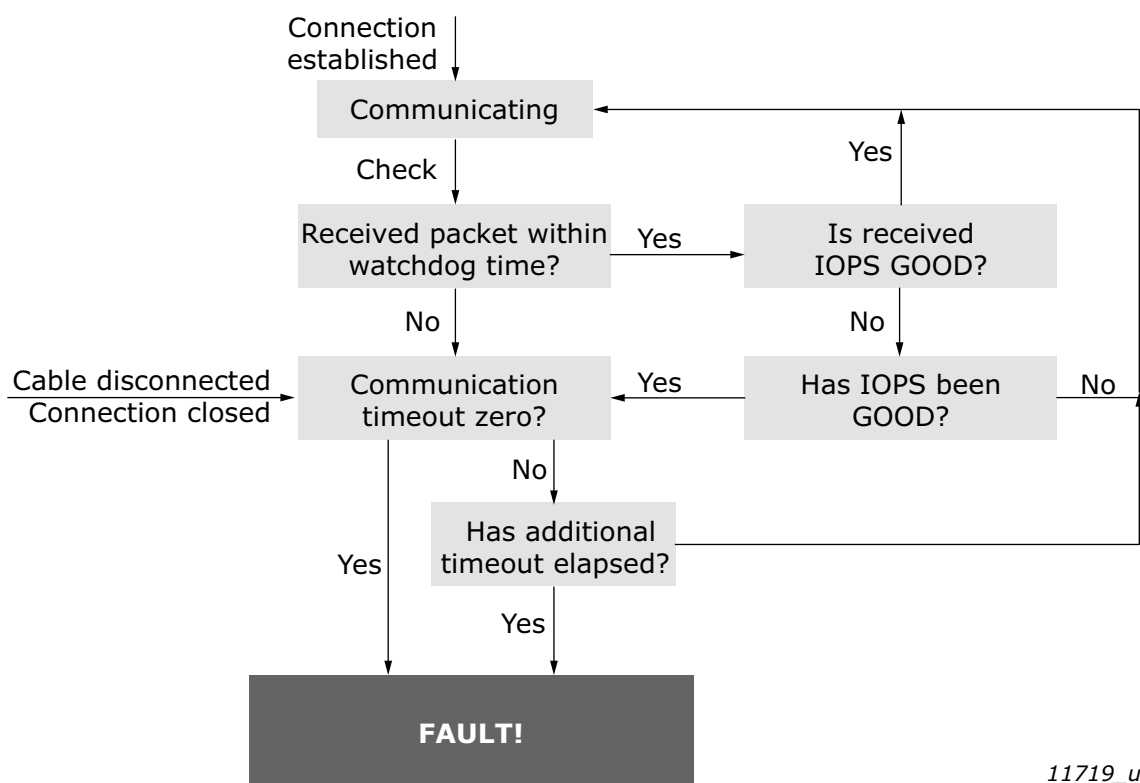 Connection
established
Communicating
Yes
Check
Received packet within
watchdog time?
Yes
Is received
IOPS GOOD?
No
No
Cable disconnected
Connection closed
Communication
timeout zero?
Yes
Has IOPS been
GOOD?
No
No
Has additional
timeout elapsed?
Yes
Yes
FAULT!
11719_u